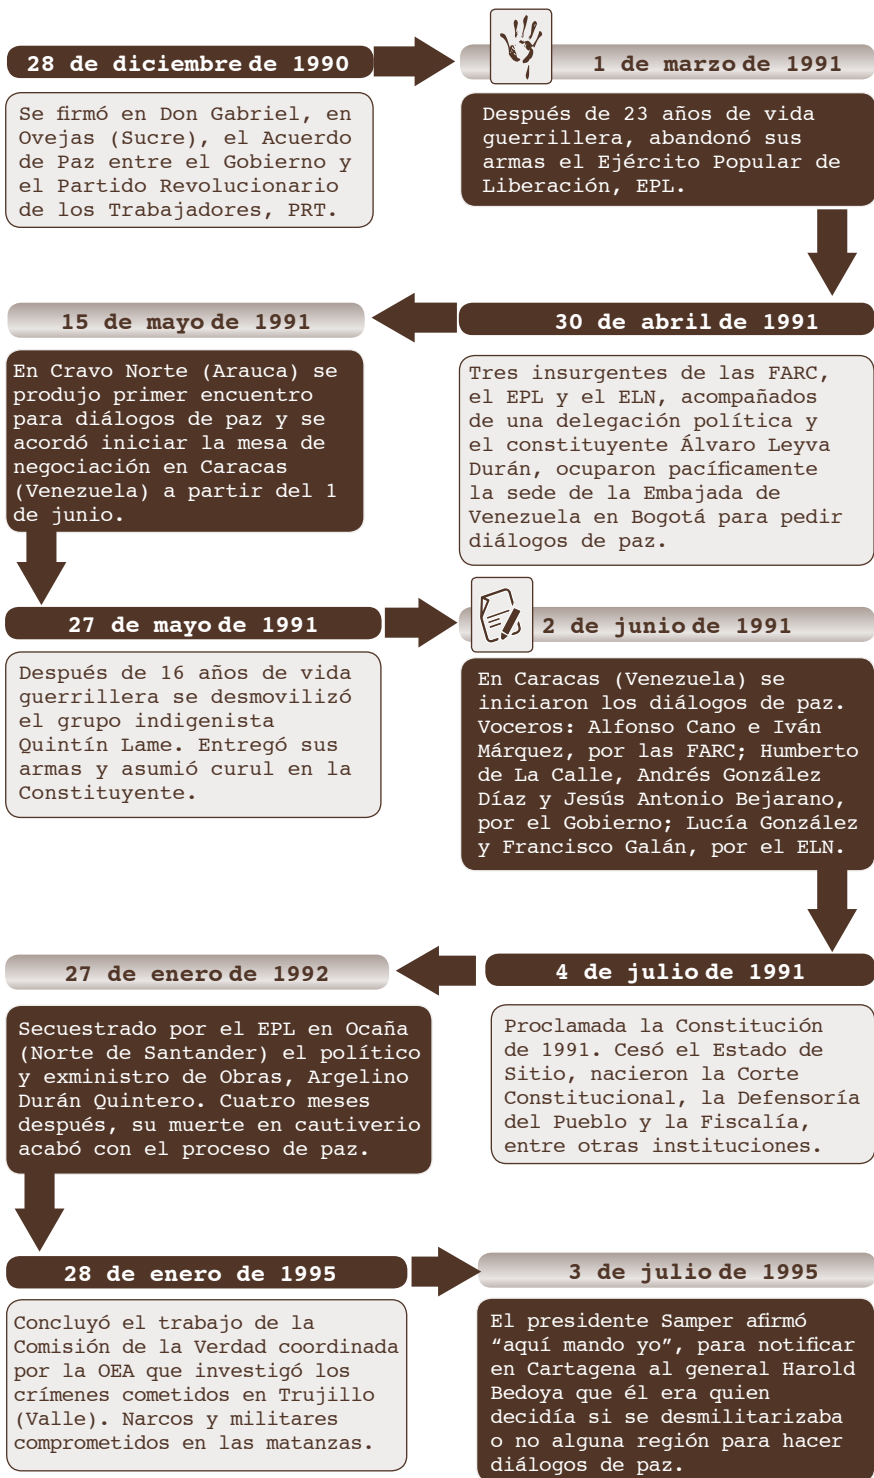 28 de diciembre de 1990
Se firmó en Don Gabriel, en
Ovejas (Sucre), el Acuerdo
de Paz entre el Gobierno y
el Partido Revolucionario
de los Trabajadores, PRT.
1 de marzo de 1991
Después de 23 años de vida
guerrillera, abandonó sus
armas el Ejército Popular de
Liberación, EPL.
30 de abril de 1991
Tres insurgentes de las FARC,
el EPL y el ELN, acompañados
de una delegación política y
el constituyente Álvaro Leyva
Durán, ocuparon pacíficamente
la sede de la Embajada de
Venezuela en Bogotá para pedir
diálogos de paz.
15 de mayo de 1991
En Cravo Norte (Arauca) se
produjo primer encuentro
para diálogos de paz y se
acordó iniciar la mesa de
negociación en Caracas
(Venezuela) a partir del 1
de junio.
27 de mayo de 1991
Después de 16 años de vida
guerrillera se desmovilizó
el grupo indigenista
Quintín Lame. Entregó sus
armas y asumió curul en la
Constituyente.
2 de junio de 1991
En Caracas (Venezuela) se
iniciaron los diálogos de paz.
Voceros: Alfonso Cano e Iván
Márquez, por las FARC; Humberto
de La Calle, Andrés González
Díaz y Jesús Antonio Bejarano,
por el Gobierno; Lucía González
y Francisco Galán, por el ELN.
4 de julio de 1991
Proclamada la Constitución
de 1991. Cesó el Estado de
Sitio, nacieron la Corte
Constitucional, la Defensoría
del Pueblo y la Fiscalía,
entre otras instituciones.
27 de enero de 1992
Secuestrado por el EPL en Ocaña
(Norte de Santander) el político
y exministro de Obras, Argelino
Durán Quintero. Cuatro meses
después, su muerte en cautiverio
acabó con el proceso de paz.
28 de enero de 1995
Concluyó el trabajo de la
Comisión de la Verdad coordinada
por la OEA que investigó los
crímenes cometidos en Trujillo
(Valle). Narcos y militares
comprometidos en las matanzas.
3 de julio de 1995
El presidente Samper afirmó
“aquí mando yo”, para notificar
en Cartagena al general Harold
Bedoya que él era quien
decidía si se desmilitarizaba
o no alguna región para hacer
diálogos de paz.